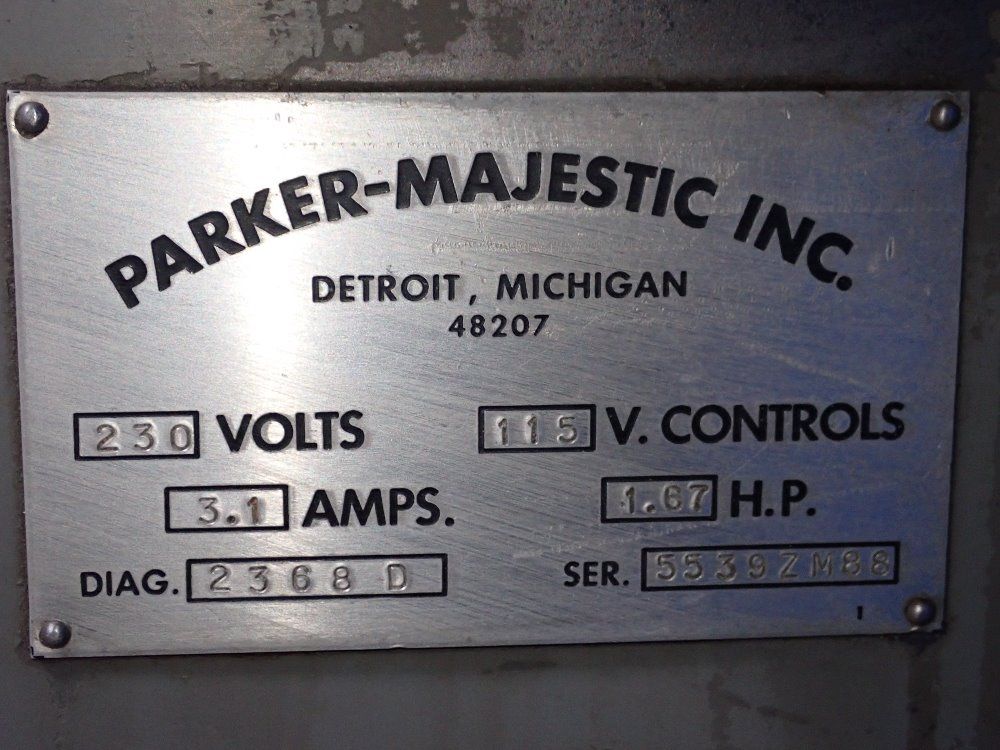 PARKER-MAJESTIC INC.
DETROIT, MICHIGAN
48207
230 VOLTS 115 V. CONTROLS
3.1 AMPS. 1.67 H.P.
DIAG. 2368 D SER. 5539ZM88
1